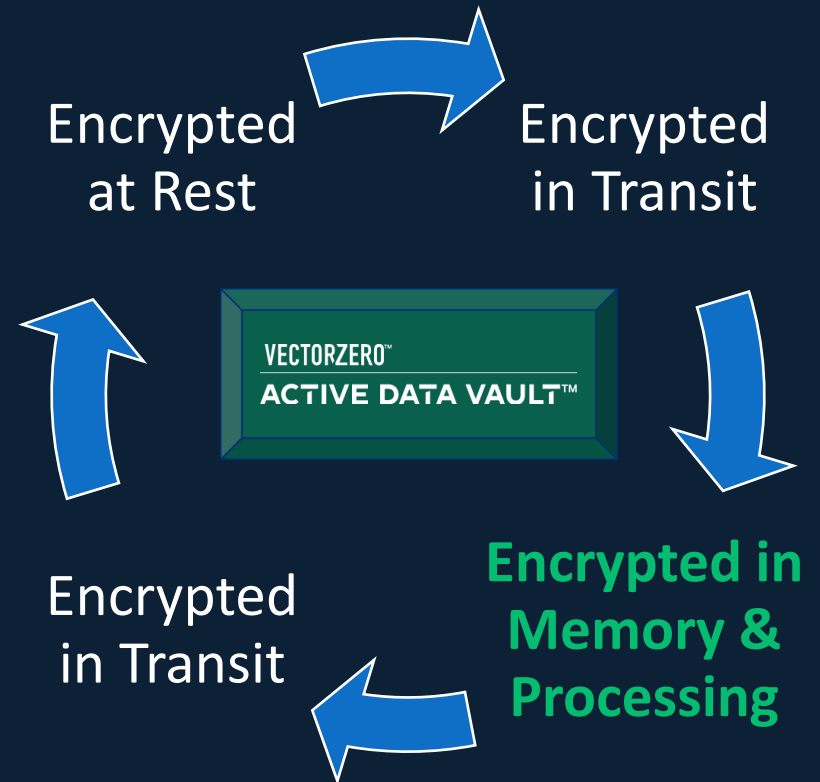 Encrypted
at Rest
Encrypted
in Transit
VECTORZERO™
ACTIVE DATA VAULT™
Encrypted in
Memory &
Processing
Encrypted
in Transit